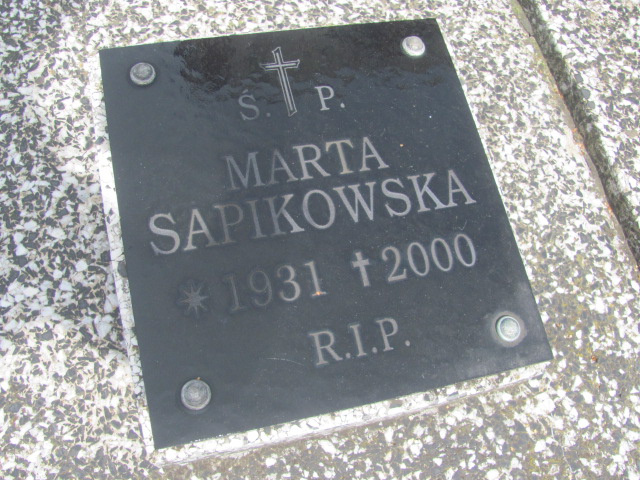 Ś. P.
MARTA
SAPIKOWSKA
* 1931 † 2000
R.I.P.